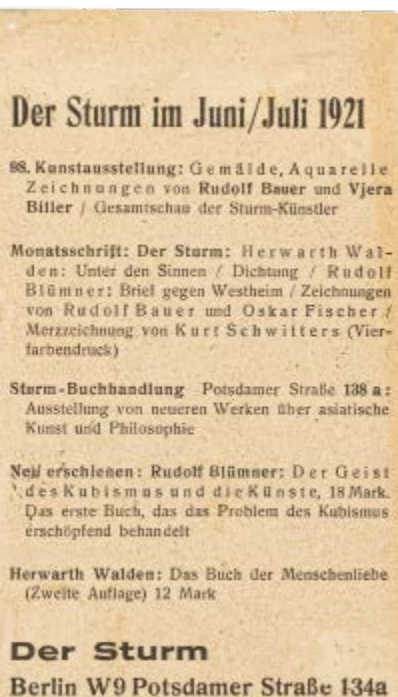 Der Sturm im Juni/Juli 1921
98. Kunstausstellung: Gemälde, Aquarelle
Zeichnungen von Rudolf Bauer und Vjera
Biller / Gesamtschau der Sturm-Künstler
Monatsschrift: Der Sturm: Herwarth Wal-
den: Unter den Sinnen / Dichtung / Rudolf
Blümner: Brief gegen Westheim / Zeichnungen
von Rudolf Bauer und Oskar Fischer /
Merzzeichnung von Kurt Schwitters (Vier-
farbendruck)
Sturm-Buchhandlung Potsdamer Straße 138a:
Ausstellung von neueren Werken über asiatische
Kunst und Philosophie
Neu erschienen: Rudolf Blümner: Der Geist
des Kubismus und die Künste, 18 Mark.
Das erste Buch, das das Problem des Kubismus
erschöpfend behandelt
Herwarth Walden: Das Buch der Menschenliebe
(Zweite Auflage) 12 Mark
Der Sturm
Berlin W9 Potsdamer Straße 134a